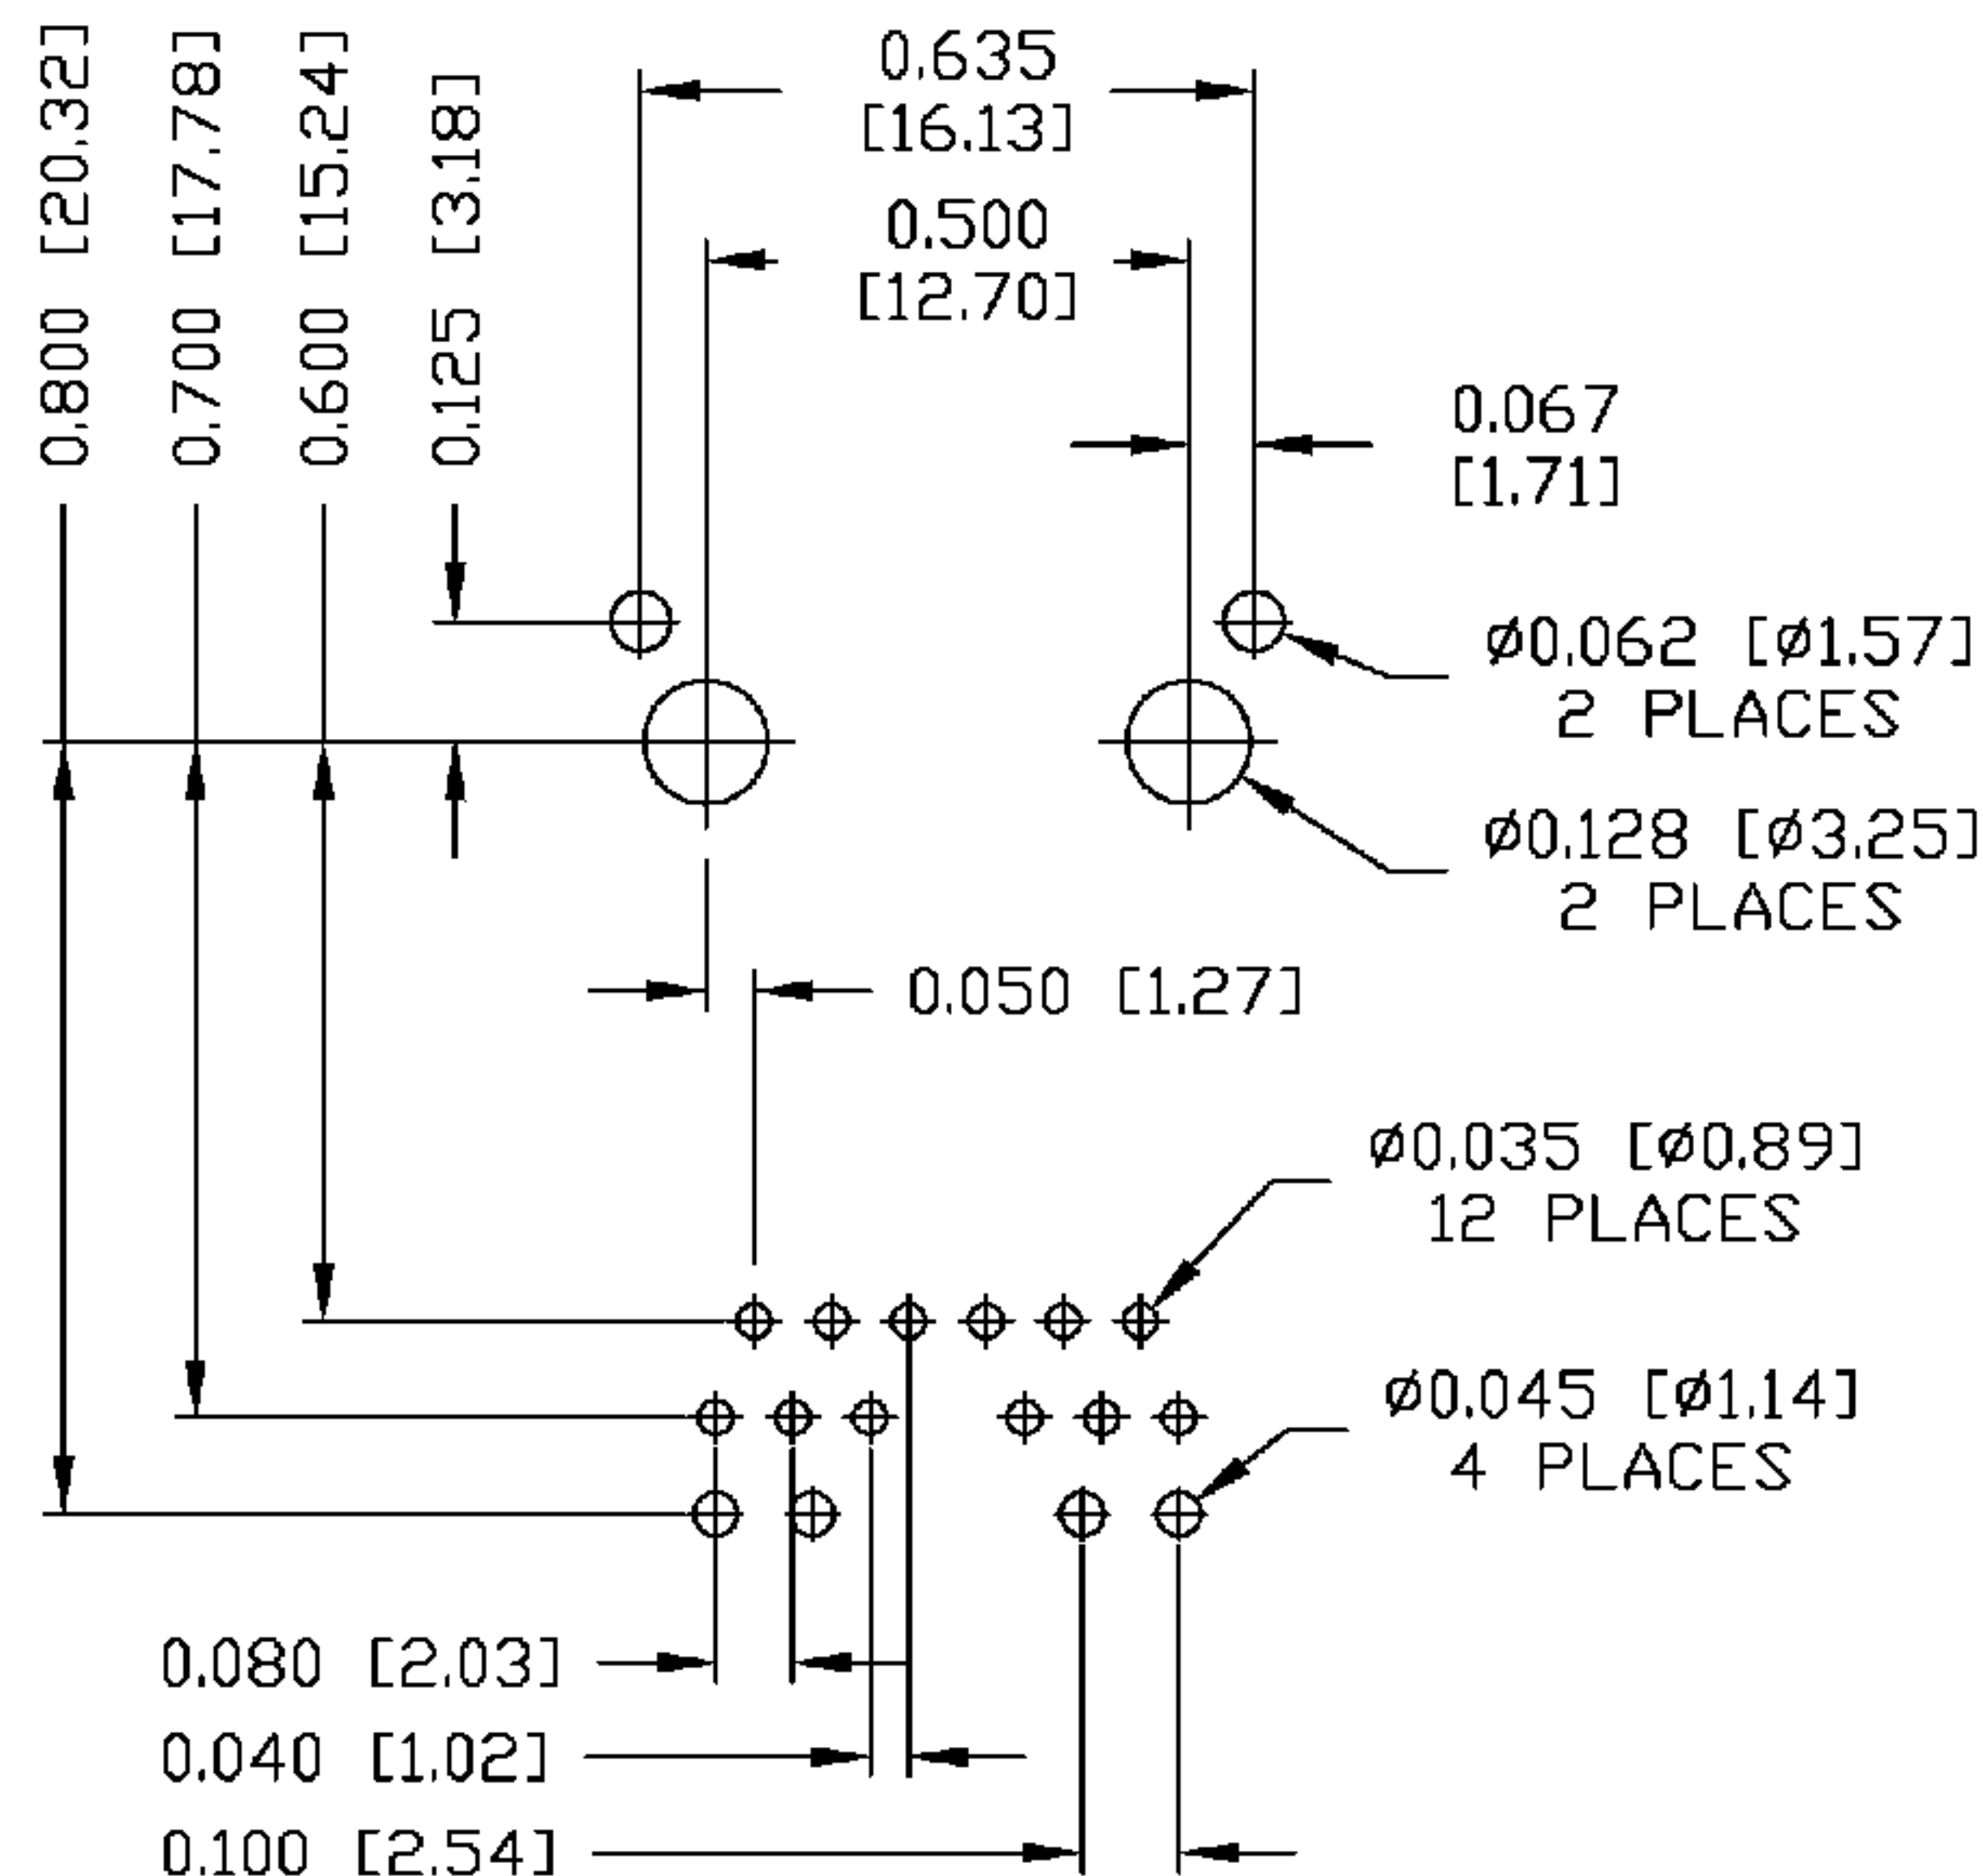 0.800 [20.32]
0.700 [17.78]
0.600 [15.24]
0.125 [3.18]
0.635
[16.13]
0.500
[12.70]
0.067
[1.71]
ø0.062 [ø1.57]
2 PLACES
ø0.128 [ø3.25]
2 PLACES
0.050 [1.27]
ø0.035 [ø0.89]
12 PLACES
ø0.045 [ø1.14]
4 PLACES
0.080 [2.03]
0.040 [1.02]
0.100 [2.54]